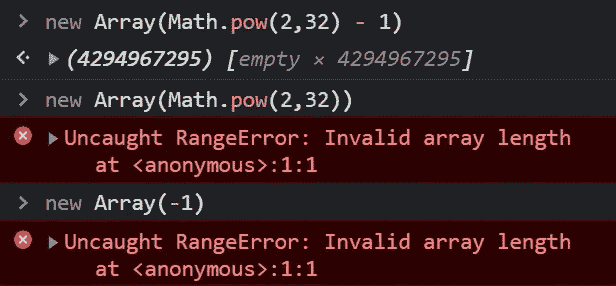 > new Array(Math.pow(2,32) - 1)
<· ▶(4294967295) [empty × 4294967295]
> new Array(Math.pow(2,32))
▶Uncaught RangeError: Invalid array length
at <anonymous>:1:1
> new Array(-1)
▶Uncaught RangeError: Invalid array length
at <anonymous>:1:1